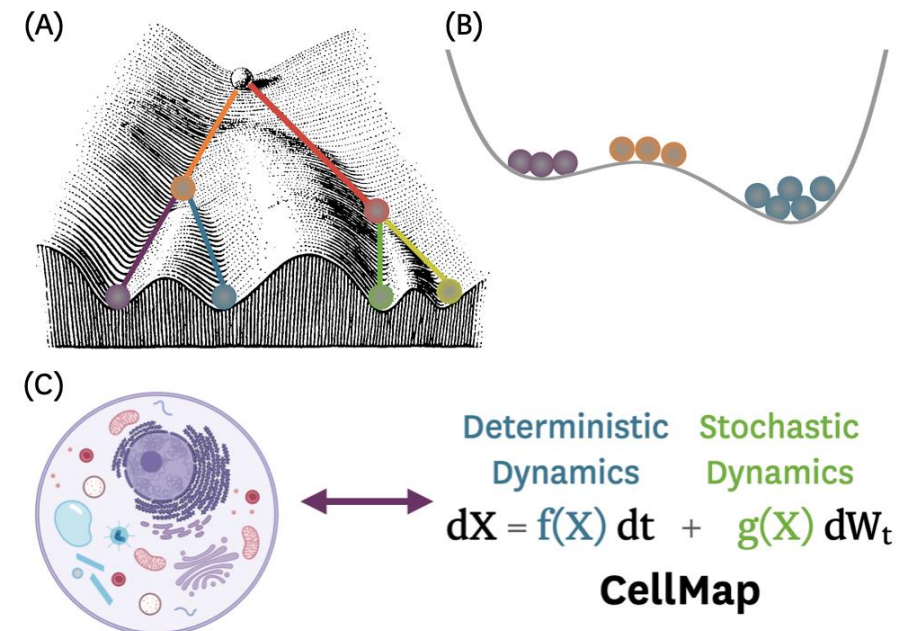 (A)
(B)
(C)
Deterministic Stochastic
Dynamics Dynamics
dX = f(X) dt + g(X) dWₜ
CellMap